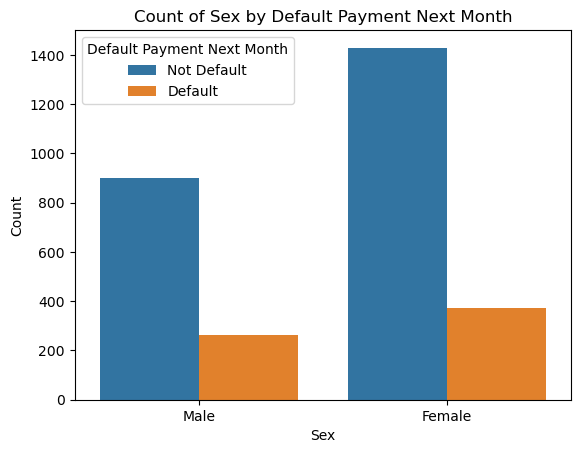 Count of Sex by Default Payment Next Month
Default Payment Next Month
Not Default
Default
1400
1200
1000
800
600
400
200
0
Count
Male Female
Sex